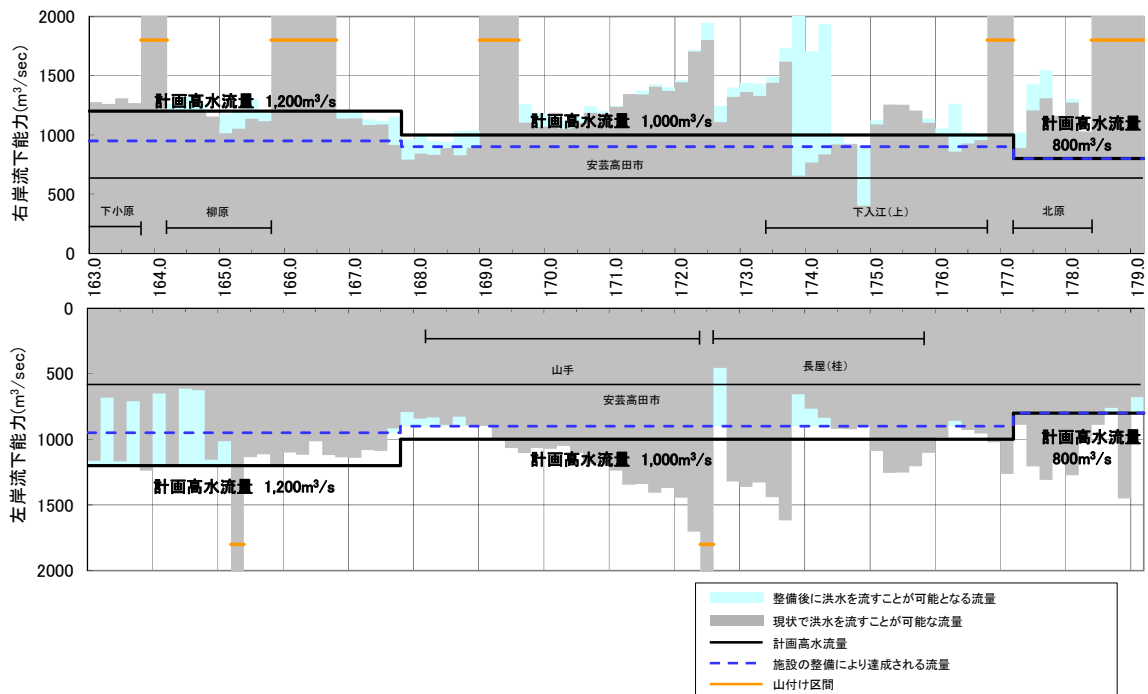 右岸流下能力(m³/sec)
2000
1500
1000
500
0
計画高水流量 1,200m³/s
計画高水流量 1,000m³/s
計画高水流量
800m³/s
安芸高田市
下小原
柳原
下入江(上)
北原
163.0
164.0
165.0
166.0
167.0
168.0
169.0
170.0
171.0
172.0
173.0
174.0
175.0
176.0
177.0
178.0
179.0
左岸流下能力(m³/sec)
0
500
1000
1500
2000
山手
長屋(桂)
安芸高田市
計画高水流量 1,200m³/s
計画高水流量 1,000m³/s
計画高水流量
800m³/s
整備後に洪水を流すことが可能となる流量
現状で洪水を流すことが可能な流量
計画高水流量
施設の整備により達成される流量
山付け区間